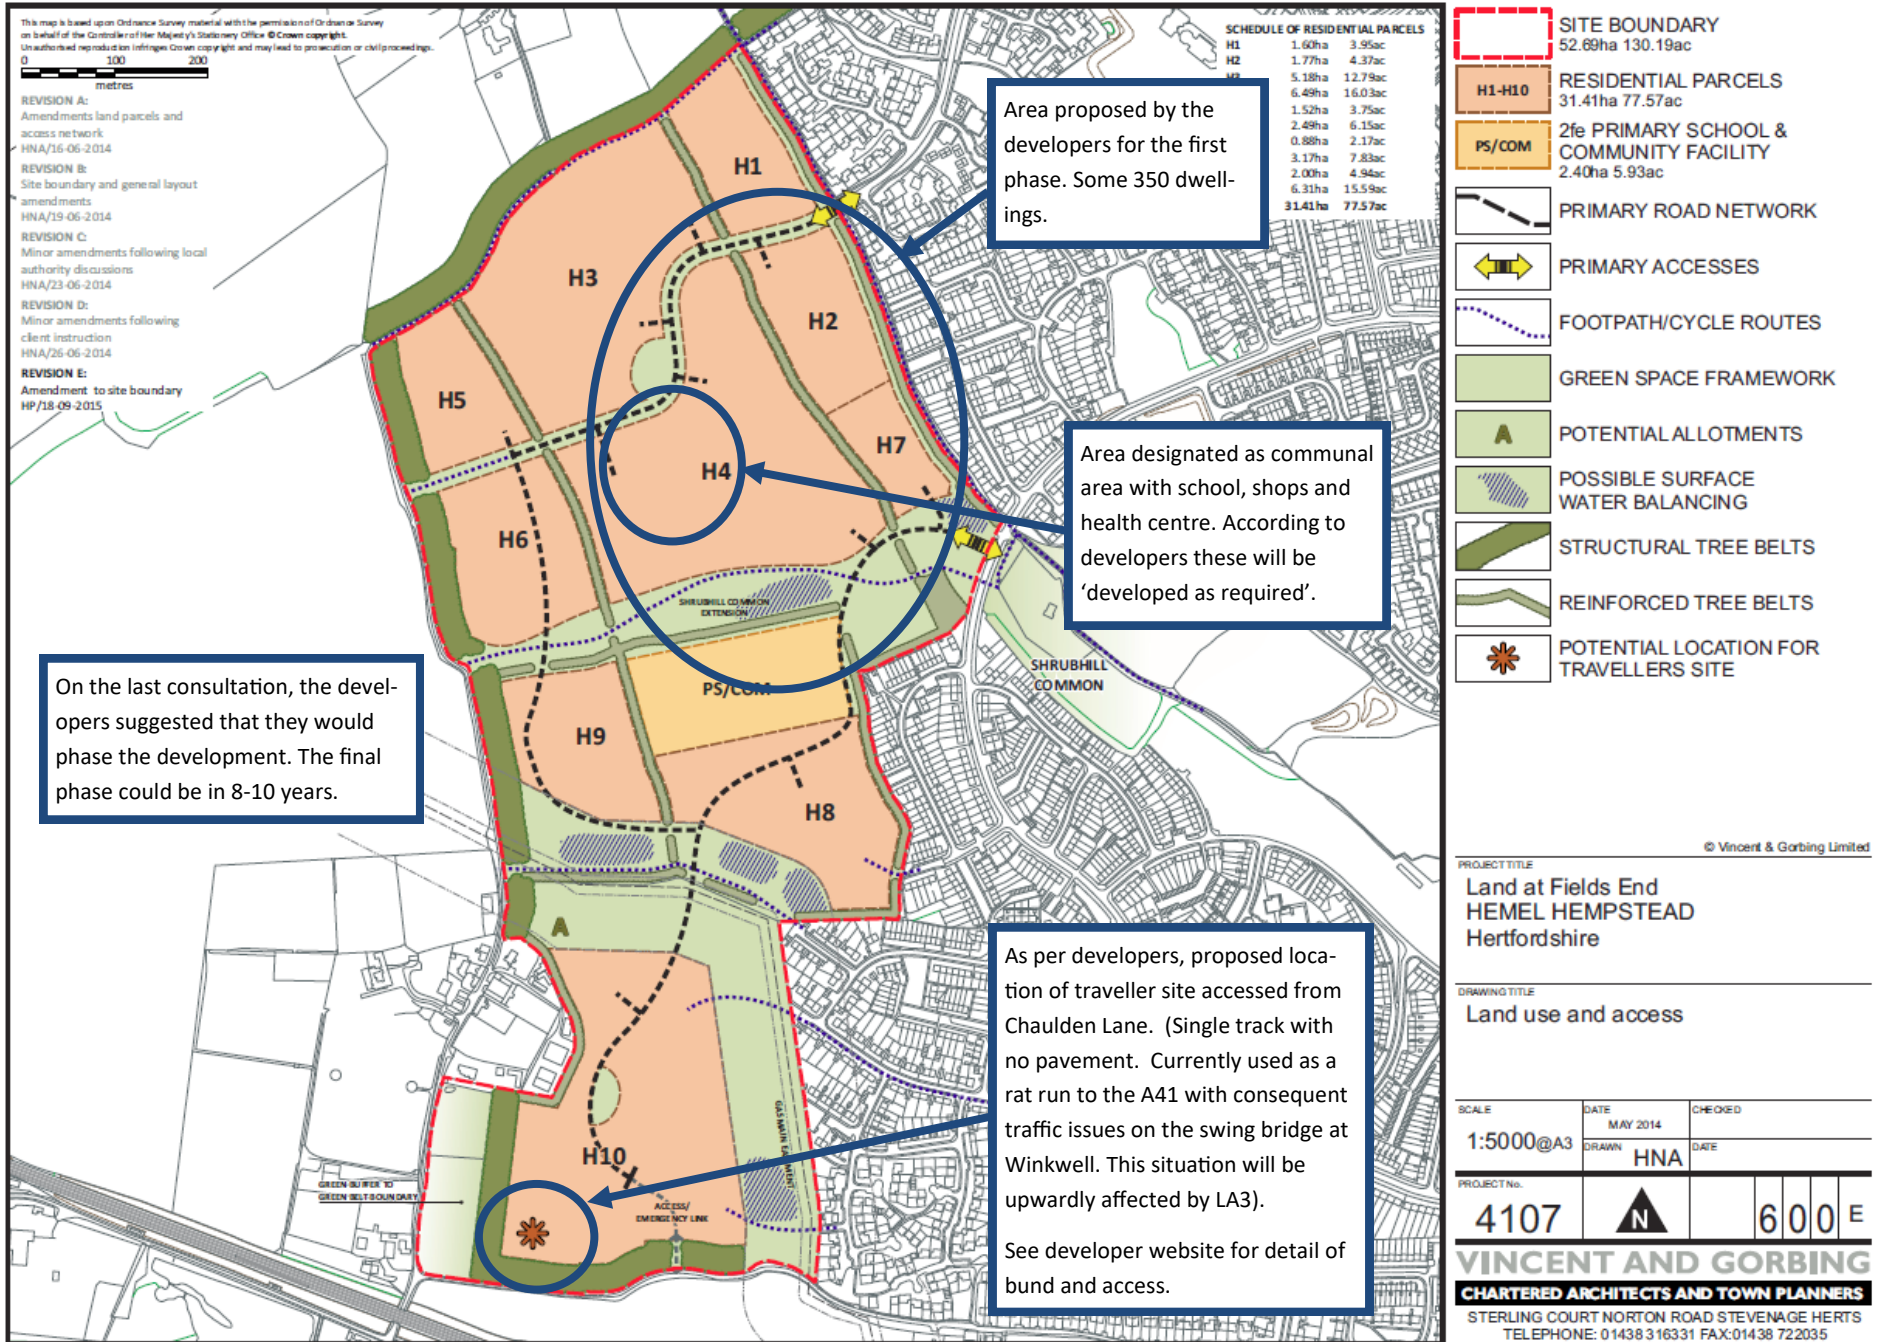 This map is based upon Ordnance Survey material with the permission of Ordnance Survey
on behalf of the Controller of Her Majesty's Stationery Office © Crown copyright.
Unauthorised reproduction infringes Crown copyright and may lead to prosecution or civil proceedings.
0 100 200
metres
REVISION A:
Amendments land parcels and
access network
HNA/16-06-2014
REVISION B:
Site boundary and general layout
amendments
HNA/19-06-2014
REVISION C:
Minor amendments following local
authority discussions
HNA/23-06-2014
REVISION D:
Minor amendments following
client instruction
HNA/26-06-2014
REVISION E:
Amendment to site boundary
HP/18-09-2015
SCHEDULE OF RESIDENTIAL PARCELS
H1 1.60ha 3.95ac
H2 1.77ha 4.37ac
H3 5.18ha 12.79ac
6.49ha 16.03ac
1.52ha 3.75ac
2.49ha 6.15ac
0.88ha 2.17ac
3.17ha 7.83ac
2.00ha 4.94ac
6.31ha 15.59ac
31.41ha 77.57ac
Area proposed by the
developers for the first
phase. Some 350 dwell-
ings.
Area designated as communal
area with school, shops and
health centre. According to
developers these will be
‘developed as required’.
On the last consultation, the devel-
opers suggested that they would
phase the development. The final
phase could be in 8-10 years.
As per developers, proposed loca-
tion of traveller site accessed from
Chaulden Lane. (Single track with
no pavement. Currently used as a
rat run to the A41 with consequent
traffic issues on the swing bridge at
Winkwell. This situation will be
upwardly affected by LA3).
See developer website for detail of
bund and access.
H1
H3
H2
H5
H7
H4
H6
SHRUBHILL COMMON
EXTENSION
SHRUBHILL
COMMON
PS/COM
H9
H8
A
GAS MAIN EASEMENT
H10
GREEN BUFFER TO
GREEN BELT BOUNDARY
ACCESS/
EMERGENCY LINK
SITE BOUNDARY
52.69ha 130.19ac
H1-H10
RESIDENTIAL PARCELS
31.41ha 77.57ac
PS/COM
2fe PRIMARY SCHOOL &
COMMUNITY FACILITY
2.40ha 5.93ac
PRIMARY ROAD NETWORK
PRIMARY ACCESSES
FOOTPATH/CYCLE ROUTES
GREEN SPACE FRAMEWORK
A
POTENTIAL ALLOTMENTS
POSSIBLE SURFACE
WATER BALANCING
STRUCTURAL TREE BELTS
REINFORCED TREE BELTS
POTENTIAL LOCATION FOR
TRAVELLERS SITE
© Vincent & Gorbing Limited
PROJECT TITLE
Land at Fields End
HEMEL HEMPSTEAD
Hertfordshire
DRAWING TITLE
Land use and access
SCALE
1:5000@A3
DATE
MAY 2014
CHECKED
DRAWN HNA
DATE
PROJECT No.
4107
N
600 E
VINCENT AND GORBING
CHARTERED ARCHITECTS AND TOWN PLANNERS
STERLING COURT NORTON ROAD STEVENAGE HERTS
TELEPHONE: 01438 316331 FAX:01438 722035